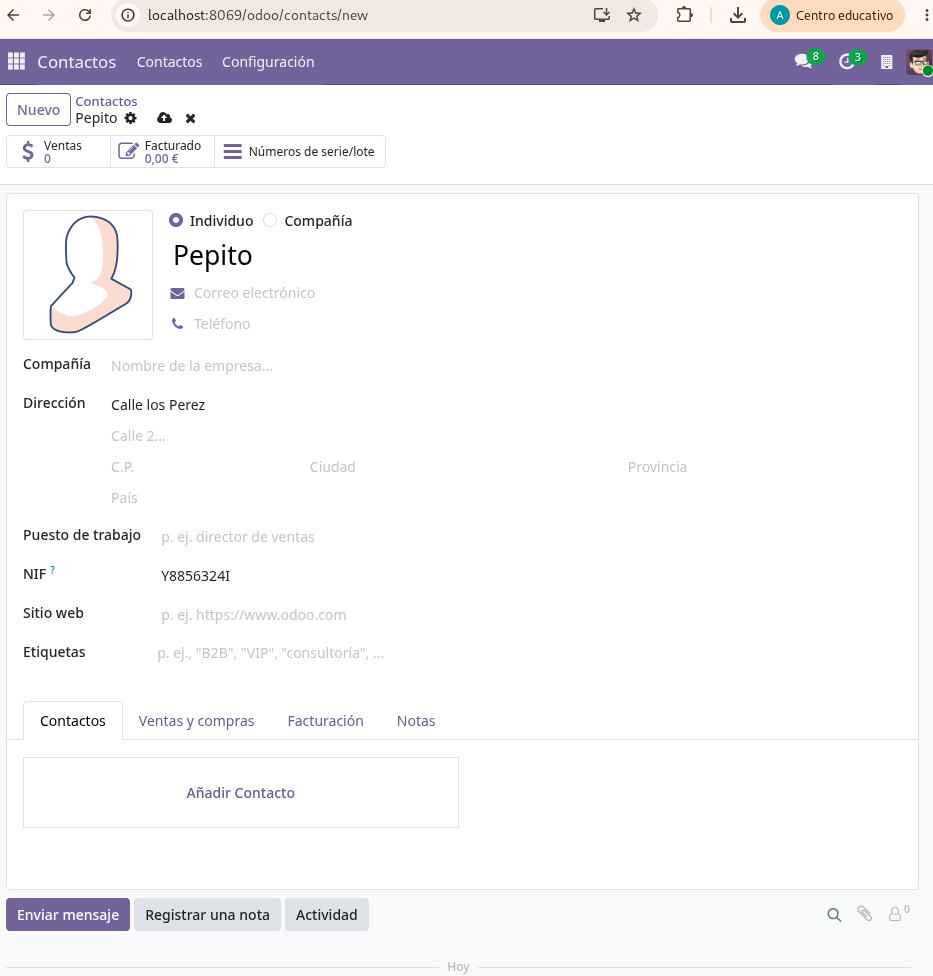 localhost:8069/odoo/contacts/new
A Centro educativo
Contactos Contactos Configuración 8 3
Nuevo Contactos
Pepito
Ventas
0
Facturado
0,00 €
Números de serie/lote
Individuo Compañía
Pepito
Correo electrónico
Teléfono
Compañía Nombre de la empresa...
Dirección Calle los Perez
Calle 2...
C.P. Ciudad Provincia
País
Puesto de trabajo p. ej. director de ventas
NIF ? Y8856324I
Sitio web p. ej. https://www.odoo.com
Etiquetas p. ej., "B2B", "VIP", "consultoría", ...
Contactos Ventas y compras Facturación Notas
Añadir Contacto
Enviar mensaje Registrar una nota Actividad 0
Hoy